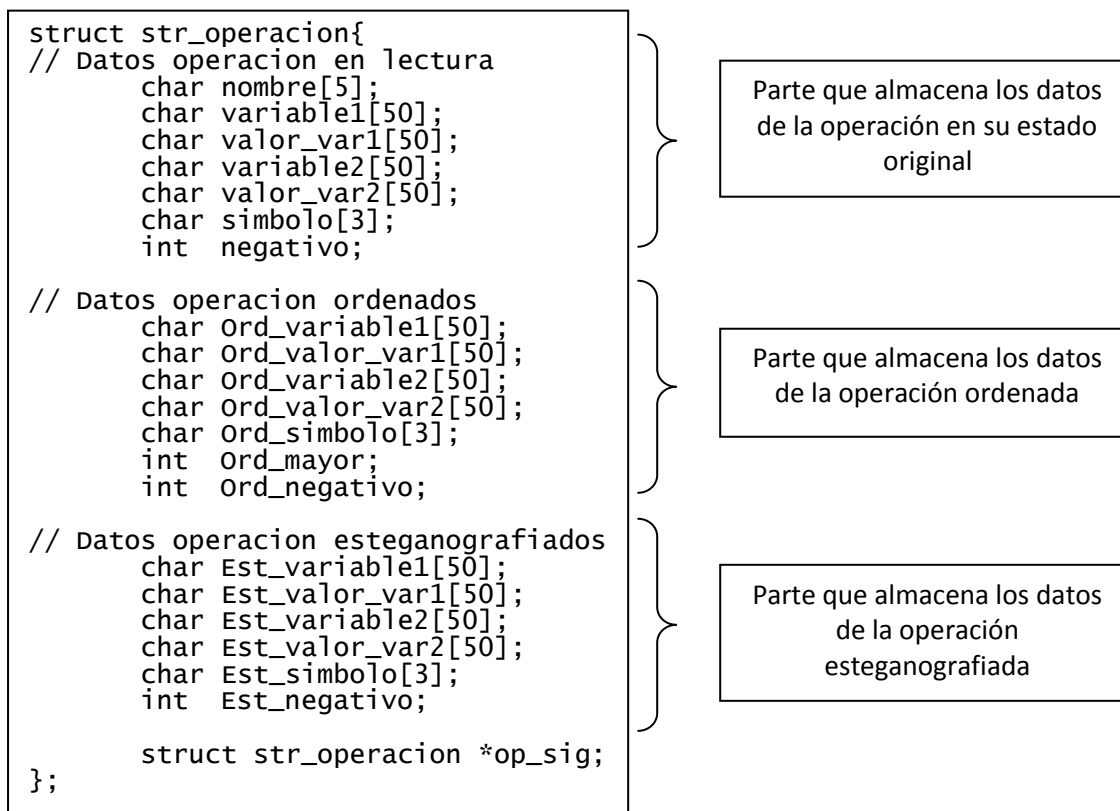 struct str_operacion{
// Datos operacion en lectura
char nombre[5];
char variable1[50];
char valor_var1[50];
char variable2[50];
char valor_var2[50];
char simbolo[3];
int negativo;
// Datos operacion ordenados
char Ord_variable1[50];
char Ord_valor_var1[50];
char Ord_variable2[50];
char Ord_valor_var2[50];
char Ord_simbolo[3];
int Ord_mayor;
int Ord_negativo;
// Datos operacion esteganografiados
char Est_variable1[50];
char Est_valor_var1[50];
char Est_variable2[50];
char Est_valor_var2[50];
char Est_simbolo[3];
int Est_negativo;
struct str_operacion *op_sig;
};
Parte que almacena los datos
de la operación en su estado
original
Parte que almacena los datos
de la operación ordenada
Parte que almacena los datos
de la operación
esteganografiada